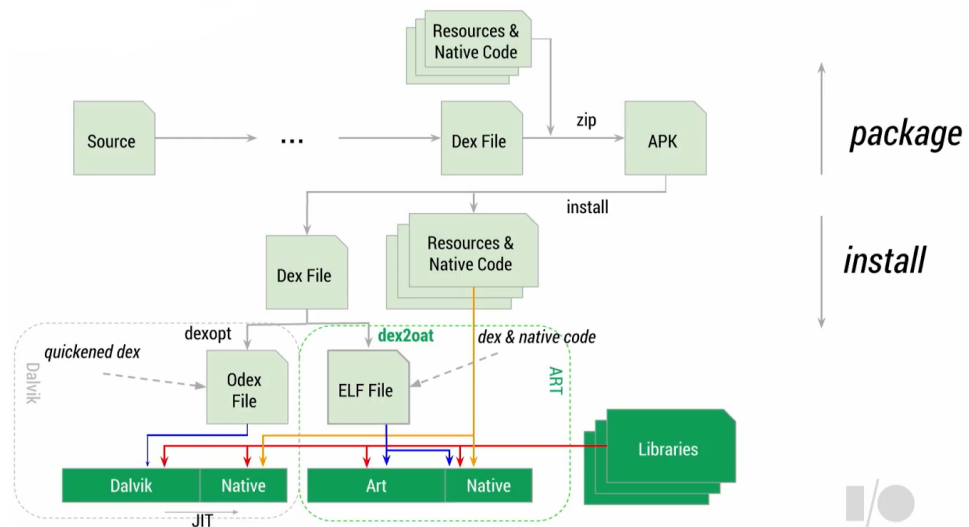 Resources &
Native Code
Source
...
Dex File
zip
APK
package
install
Dex File
Resources &
Native Code
install
dexopt
dex2oat
quickened dex
dex & native code
Dalvik
Odex
File
ELF File
ART
Libraries
Dalvik
Native
Art
Native
JIT
I/O